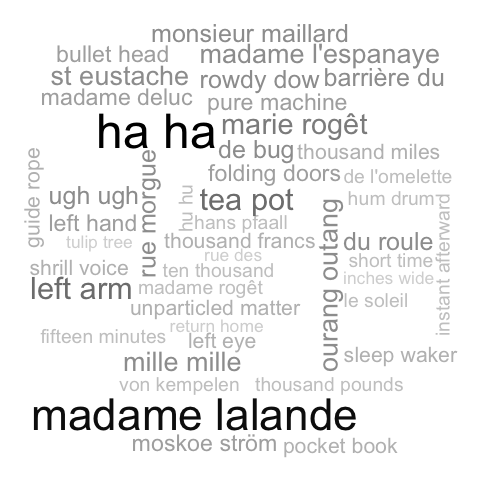 monsieur maillard
bullet head
madame l'espanaye
st eustache
rowdy dow
barrière du
madame deluc
pure machine
ha ha
marie rogêt
de bug
thousand miles
guide rope
rue morgue
folding doors
de l'omelette
ugh ugh
hu hu
tea pot
hum drum
left hand
hans pfaall
ourang outang
instant afterward
tulip tree
thousand francs
du roule
rue des
short time
shrill voice
ten thousand
inches wide
left arm
madame rogêt
le soleil
unparticled matter
return home
fifteen minutes
left eye
mille mille
sleep waker
von kempelen
thousand pounds
madame lalande
moskoe ström
pocket book